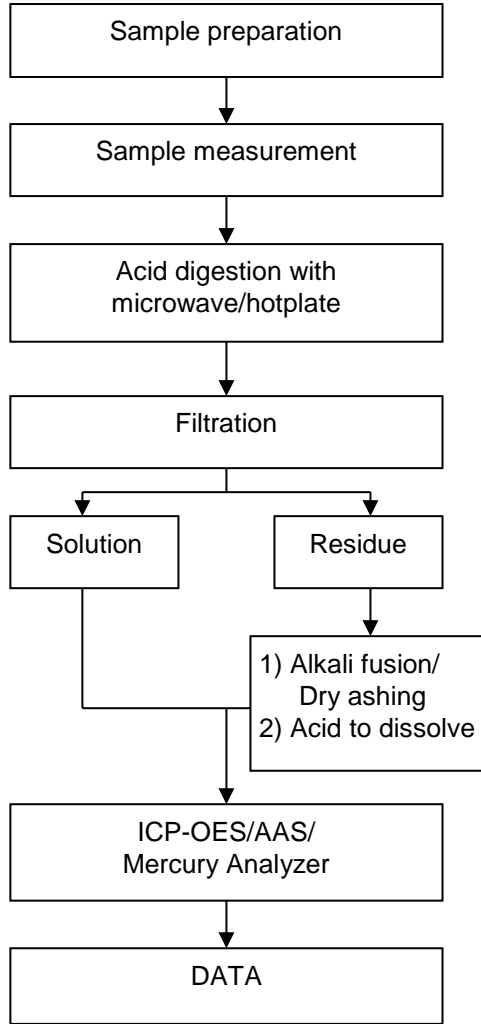 Sample preparation
Sample measurement
Acid digestion with
microwave/hotplate
Filtration
Solution
Residue
1) Alkali fusion/
Dry ashing
2) Acid to dissolve
ICP-OES/AAS/
Mercury Analyzer
DATA